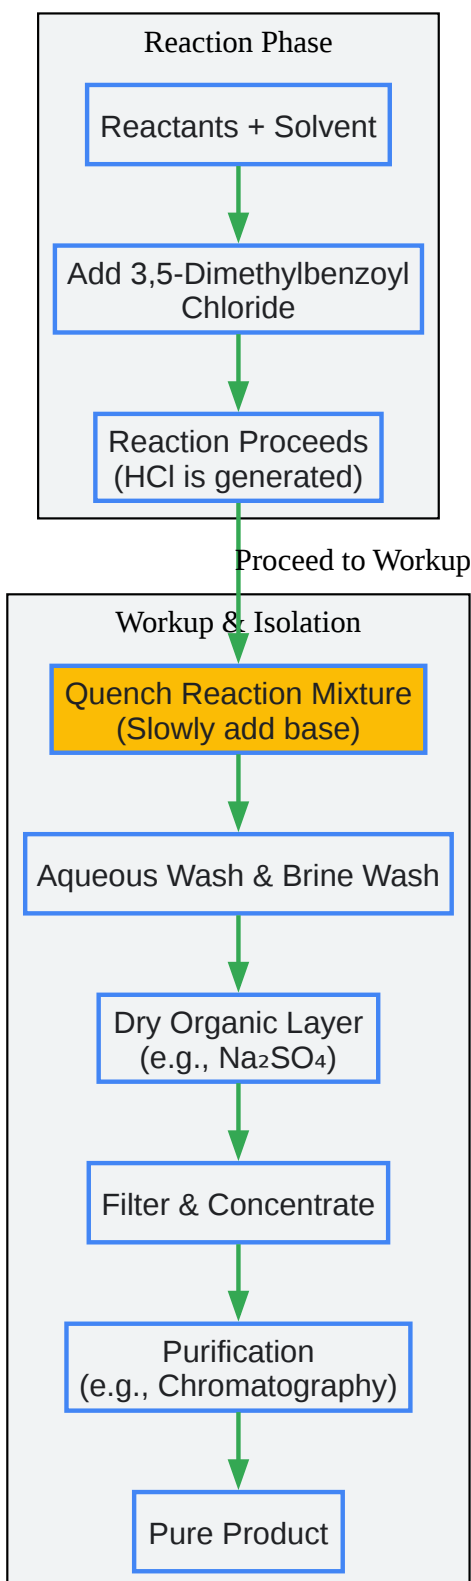 Reaction Phase
Reactants + Solvent
Add 3,5-Dimethylbenzoyl
Chloride
Reaction Proceeds
(HCl is generated)
Proceed to Workup
Workup & Isolation
Quench Reaction Mixture
(Slowly add base)
Aqueous Wash & Brine Wash
Dry Organic Layer
(e.g., Na₂SO₄)
Filter & Concentrate
Purification
(e.g., Chromatography)
Pure Product